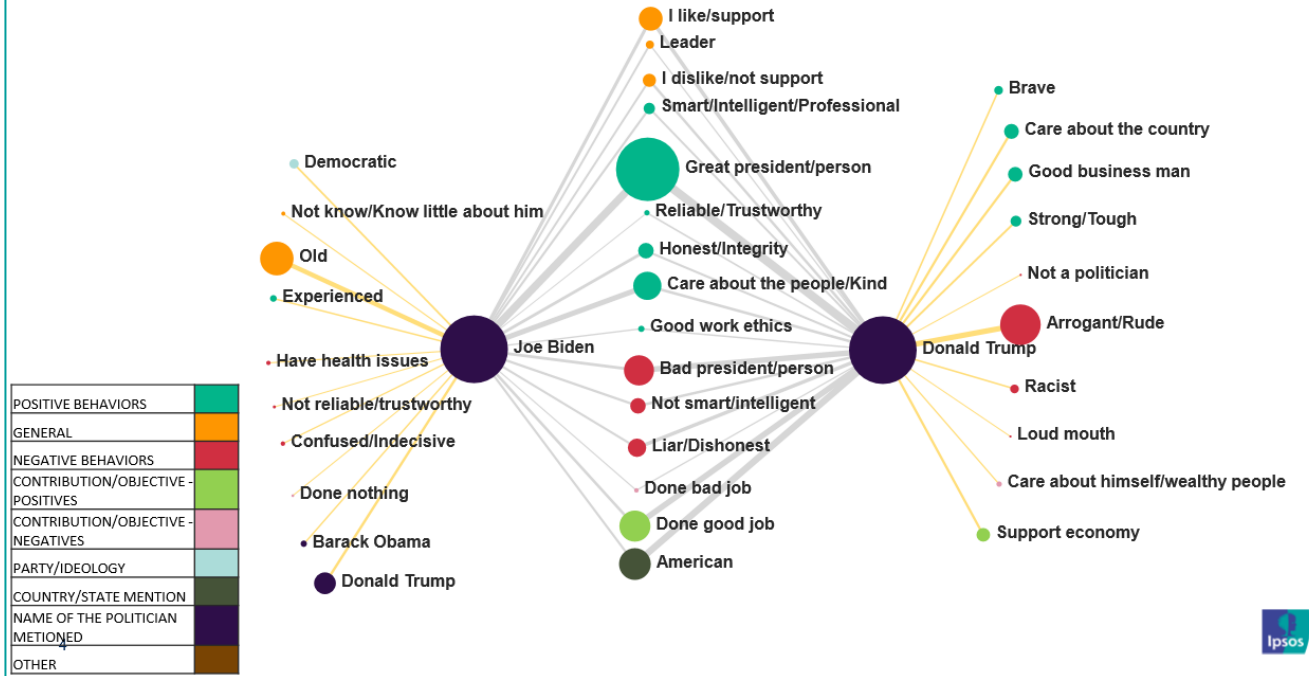 I like/support
Leader
I dislike/not support
Smart/Intelligent/Professional
Great president/person
Reliable/Trustworthy
Honest/Integrity
Care about the people/Kind
Good work ethics
Bad president/person
Not smart/intelligent
Liar/Dishonest
Done bad job
Done good job
American
Democratic
Not know/Know little about him
Old
Experienced
Joe Biden
Have health issues
Not reliable/trustworthy
Confused/Indecisive
Done nothing
Barack Obama
Donald Trump
Brave
Care about the country
Good business man
Strong/Tough
Not a politician
Arrogant/Rude
Donald Trump
Racist
Loud mouth
Care about himself/wealthy people
Support economy
POSITIVE BEHAVIORS
GENERAL
NEGATIVE BEHAVIORS
CONTRIBUTION/OBJECTIVE -
POSITIVES
CONTRIBUTION/OBJECTIVE -
NEGATIVES
PARTY/IDEOLOGY
COUNTRY/STATE MENTION
NAME OF THE POLITICIAN
METIONED
4
OTHER
Ipsos